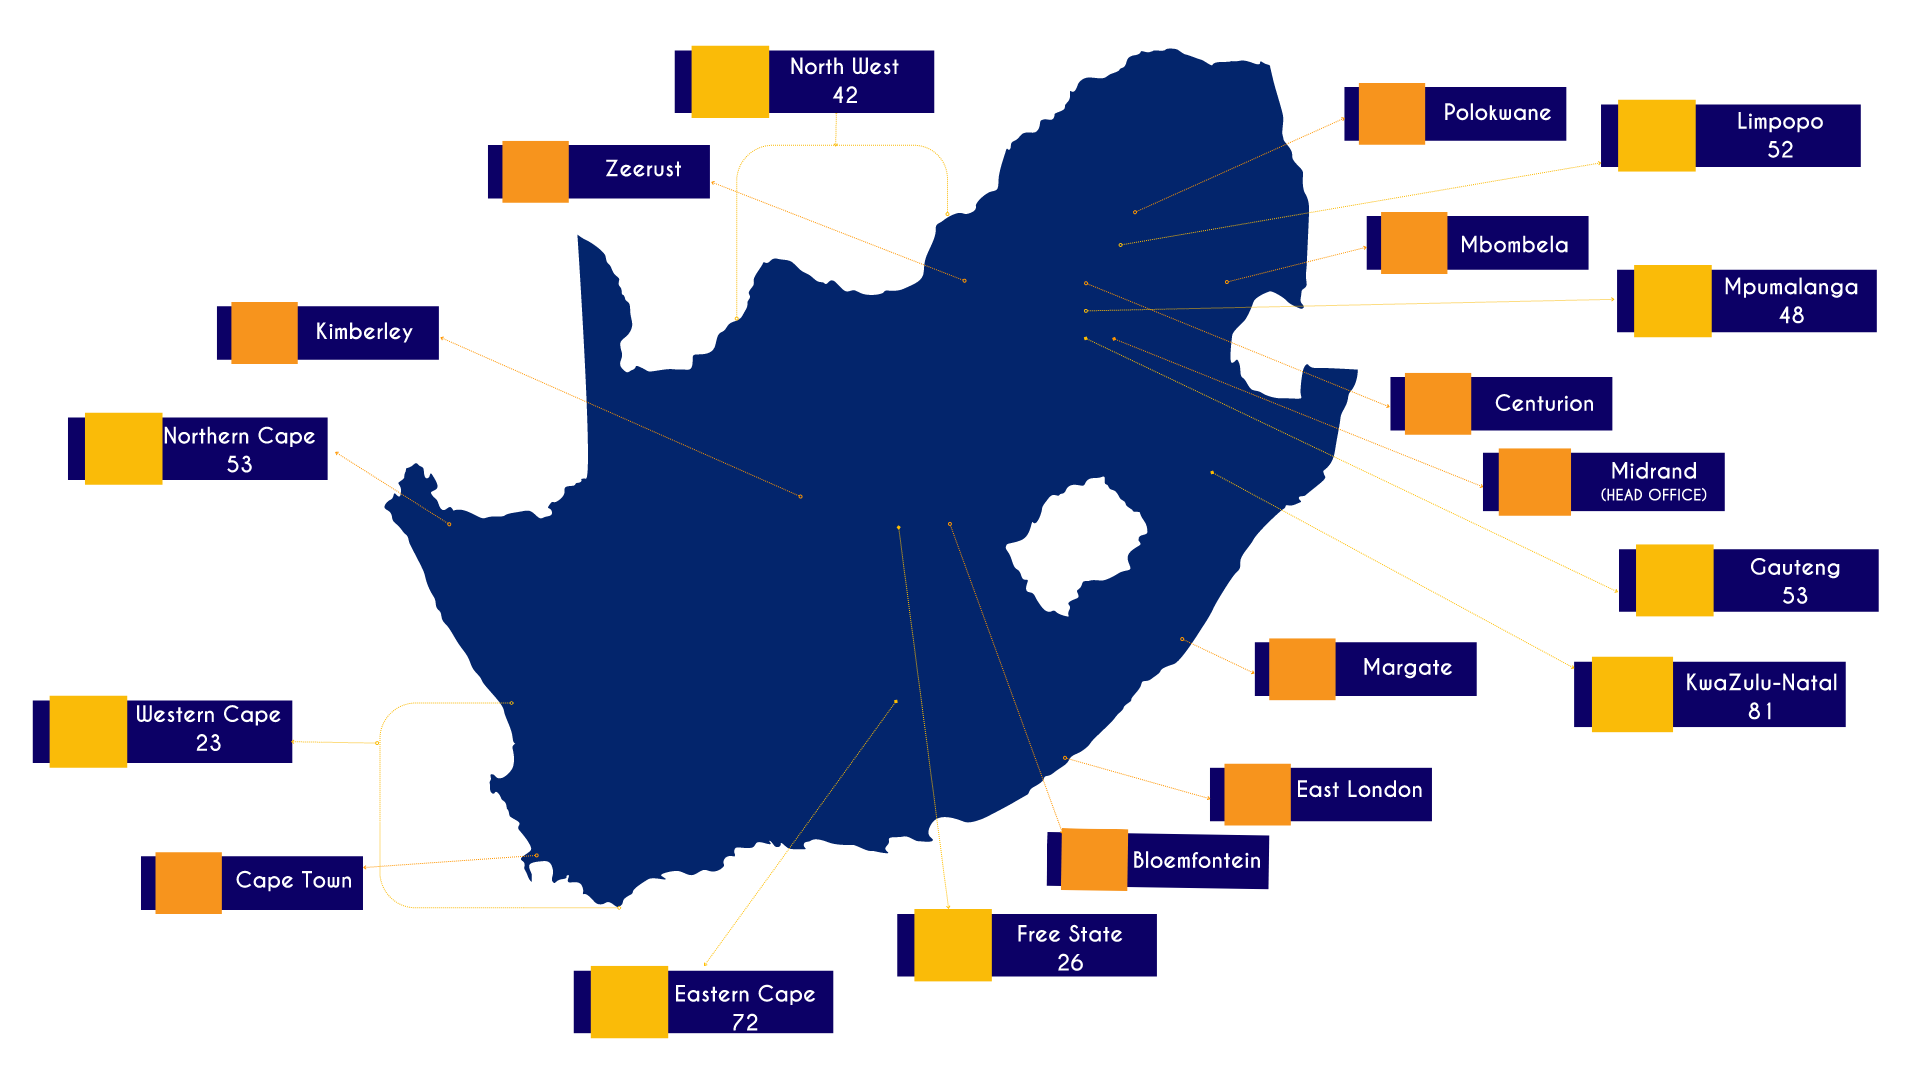 North West
42
Polokwane
Limpopo
52
Zeerust
Mbombela
Mpumalanga
48
Kimberley
Centurion
Northern Cape
53
Midrand
(HEAD OFFICE)
Gauteng
53
Margate
KwaZulu-Natal
81
Western Cape
23
East London
Bloemfontein
Cape Town
Free State
26
Eastern Cape
72